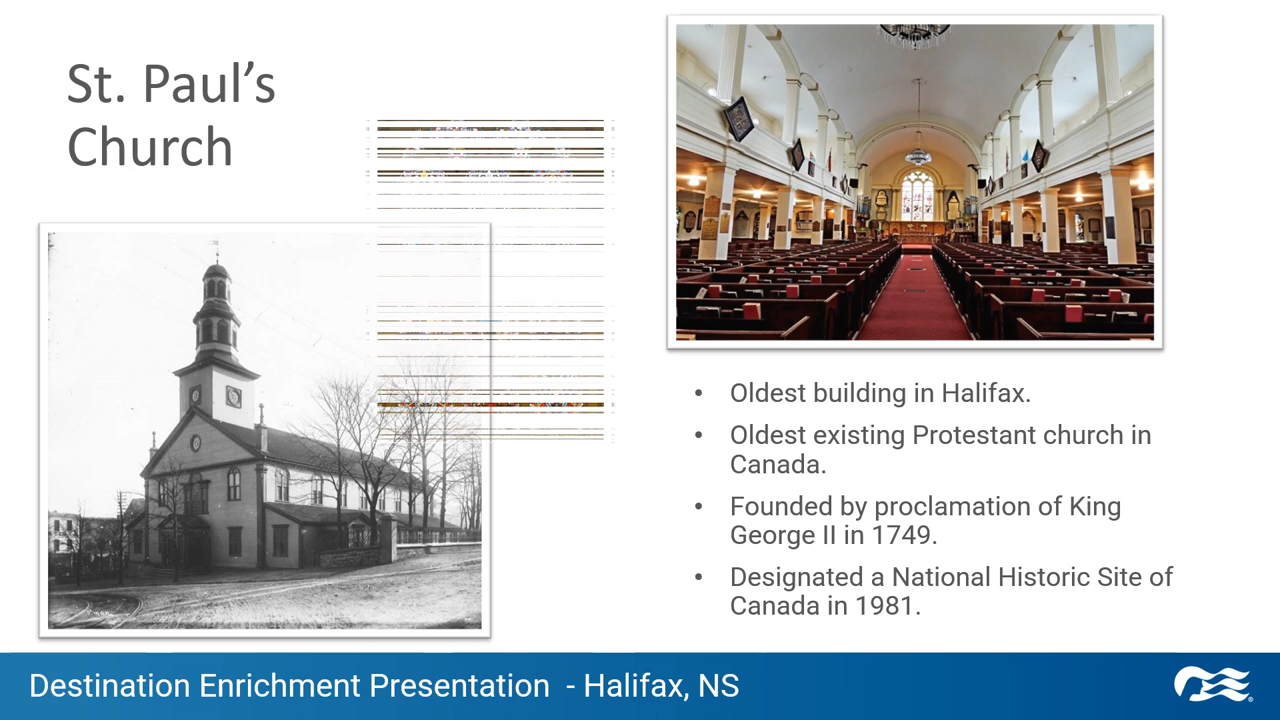 St. Paul’s
Church
• Oldest building in Halifax.
• Oldest existing Protestant church in
Canada.
• Founded by proclamation of King
George II in 1749.
• Designated a National Historic Site of
Canada in 1981.
Destination Enrichment Presentation - Halifax, NS